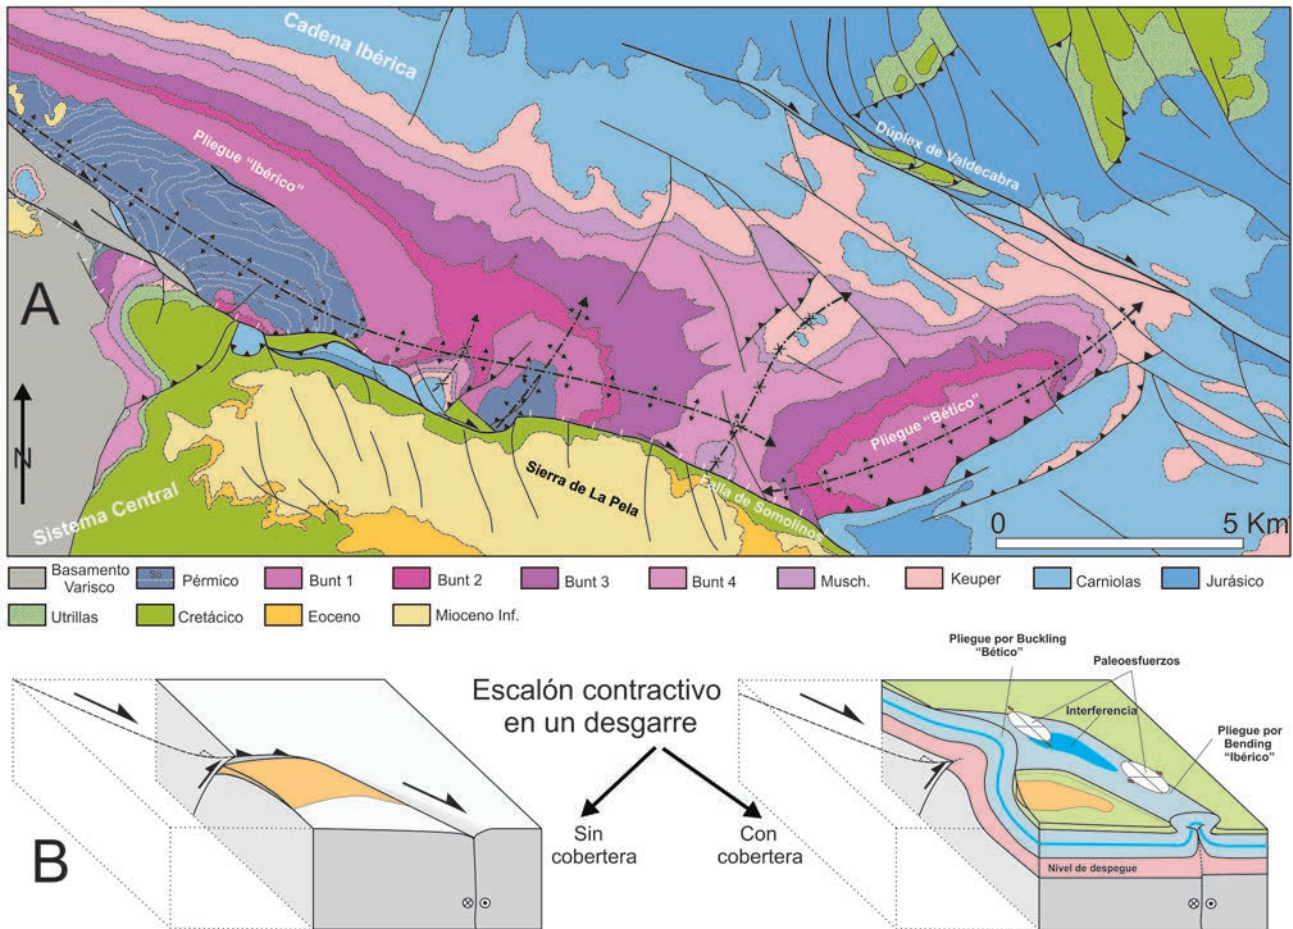 Cadena Ibérica
Dúplex de Valdecabra
Pliegue "Ibérico"
A
N
Pliegue "Bético"
Sierra de La Pela
Falla de Somolinos
Sistema Central
0 5 Km
Basamento Varisco
So
Pérmico
Bunt 1
Bunt 2
Bunt 3
Bunt 4
Musch.
Keuper
Carniolas
Jurásico
Utrillas
Cretácico
Eoceno
Mioceno Inf.
B
Escalón contractivo
en un desgarre
Sin
cobertera
Con
cobertera
Pliegue por Buckling
"Bético"
Paleoesfuerzos
Interferencia
Pliegue por
Bending
"Ibérico"
Nivel de despegue